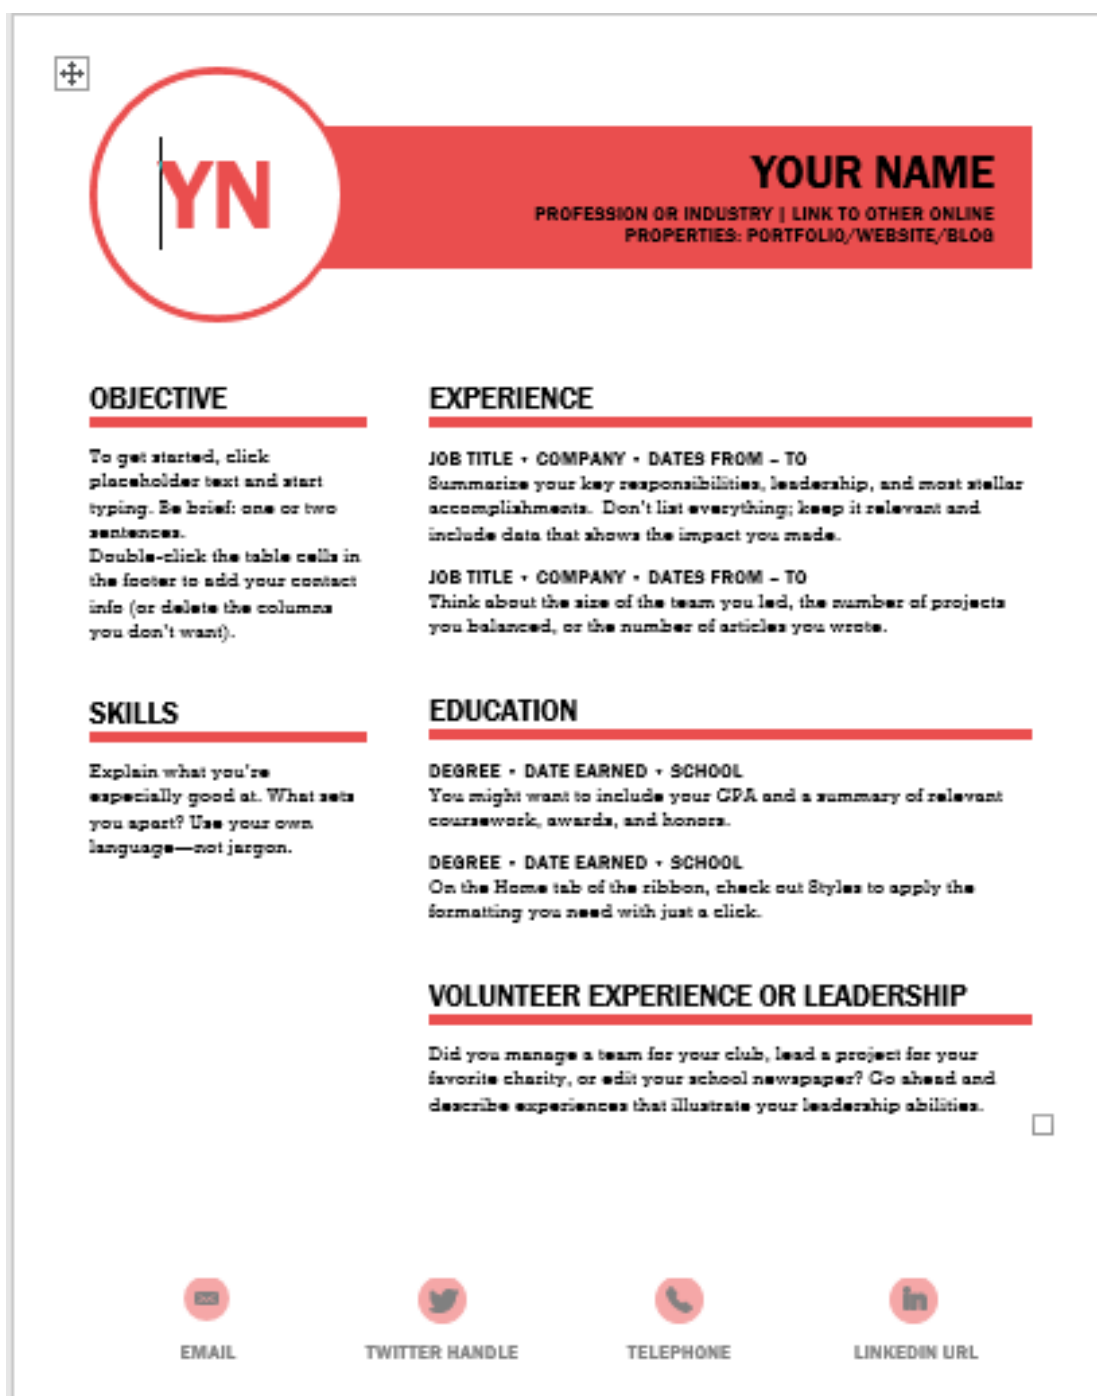 YN
YOUR NAME
PROFESSION OR INDUSTRY | LINK TO OTHER ONLINE
PROPERTIES: PORTFOLIO/WEBSITE/BLOG
OBJECTIVE
To get started, click
placeholder text and start
typing. Be brief: one or two
sentences.
Double-click the table cells in
the footer to add your contact
info (or delete the columns
you don't want).
SKILLS
Explain what you're
especially good at. What sets
you apart? Use your own
language—not jargon.
EXPERIENCE
JOB TITLE • COMPANY • DATES FROM – TO
Summarize your key responsibilities, leadership, and most stellar
accomplishments.  Don't list everything; keep it relevant and
include data that shows the impact you made.
JOB TITLE • COMPANY • DATES FROM – TO
Think about the size of the team you led, the number of projects
you balanced, or the number of articles you wrote.
EDUCATION
DEGREE • DATE EARNED • SCHOOL
You might want to include your GPA and a summary of relevant
coursework, awards, and honors.
DEGREE • DATE EARNED • SCHOOL
On the Home tab of the ribbon, check out Styles to apply the
formatting you need with just a click.
VOLUNTEER EXPERIENCE OR LEADERSHIP
Did you manage a team for your club, lead a project for your
favorite charity, or edit your school newspaper? Go ahead and
describe experiences that illustrate your leadership abilities.
in
EMAIL
TWITTER HANDLE
TELEPHONE
LINKEDIN URL